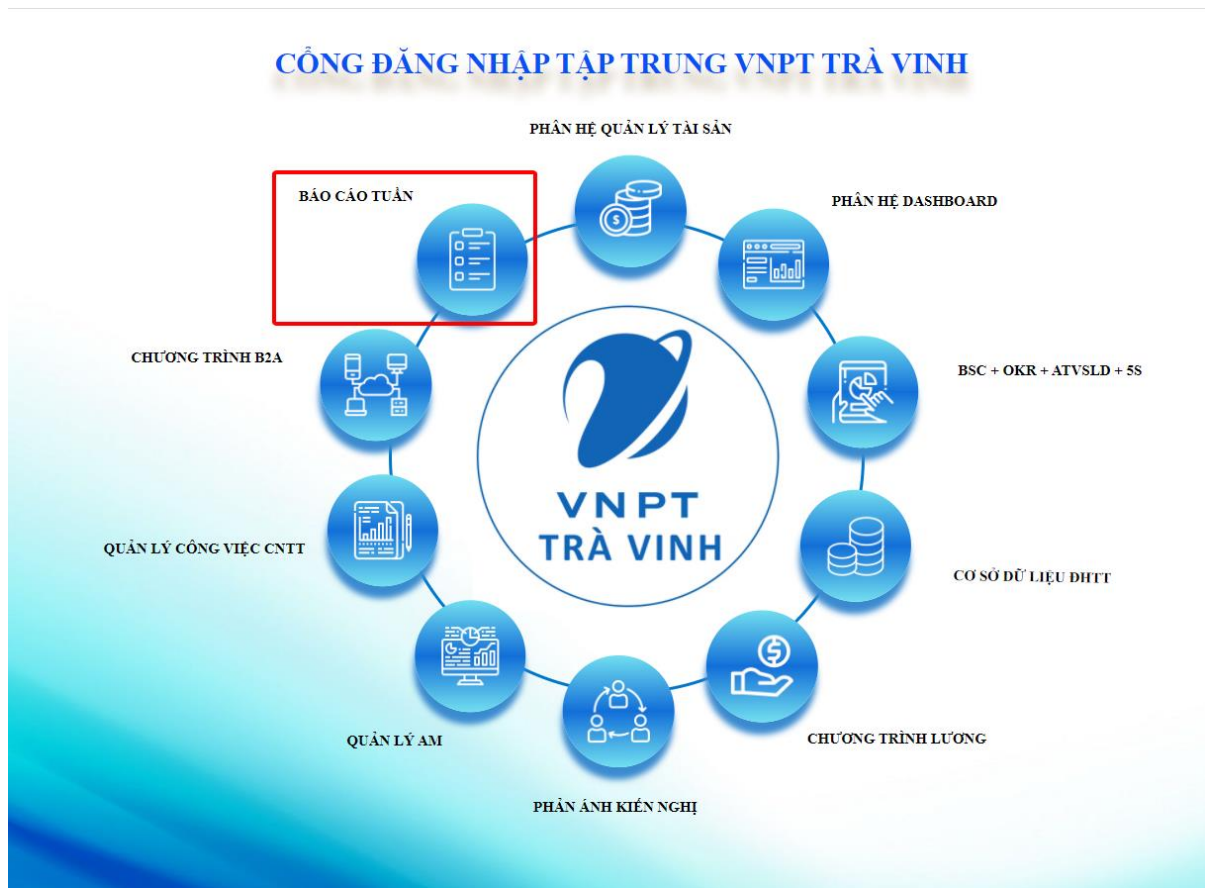 CỔNG ĐĂNG NHẬP TẬP TRUNG VNPT TRÀ VINH
PHÂN HỆ QUẢN LÝ TÀI SẢN
BÁO CÁO TUẦN
PHÂN HỆ DASHBOARD
CHƯƠNG TRÌNH B2A
BSC + OKR + ATVSLD + 5S
VNPT
TRÀ VINH
QUẢN LÝ CÔNG VIỆC CNTT
CƠ SỞ DỮ LIỆU ĐHTT
QUẢN LÝ AM
CHƯƠNG TRÌNH LƯƠNG
PHẢN ÁNH KIẾN NGHỊ